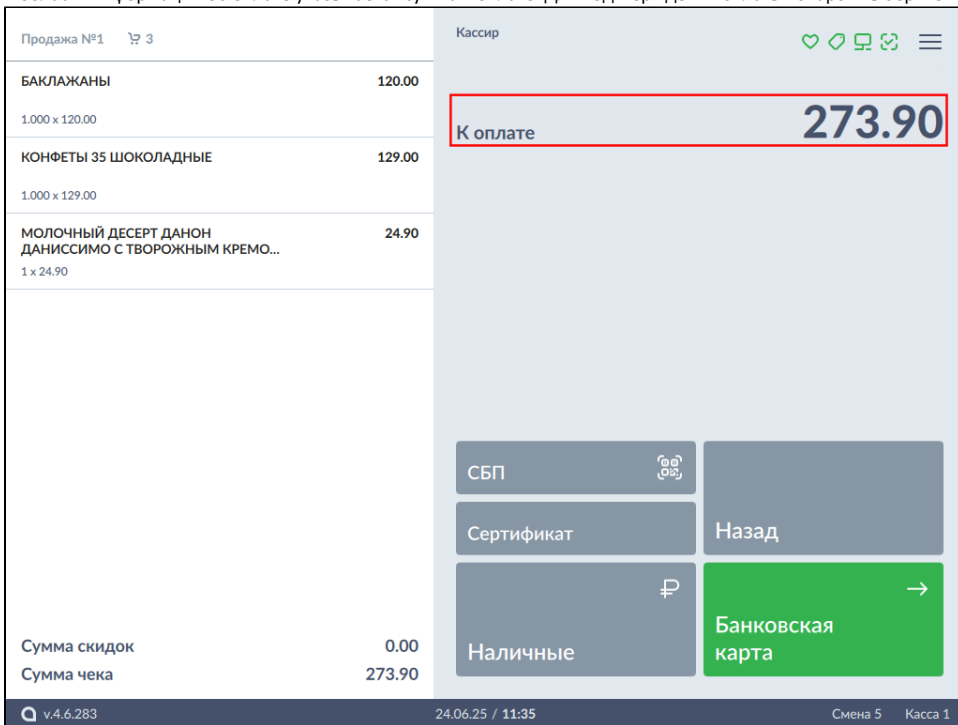 Продажа №1 3
БАКЛАЖАНЫ 120.00
1.000 x 120.00
КОНФЕТЫ 35 ШОКОЛАДНЫЕ 129.00
1.000 x 129.00
МОЛОЧНЫЙ ДЕСЕРТ ДАНОН 24.90
ДАНИССИМО С ТВОРОЖНЫМ КРЕМО...
1 x 24.90
Сумма скидок 0.00
Сумма чека 273.90
Кассир
К оплате 273.90
СБП
Сертификат
Назад
Наличные
Банковская
карта
v.4.6.283 24.06.25 / 11:35 Смена 5 Касса 1